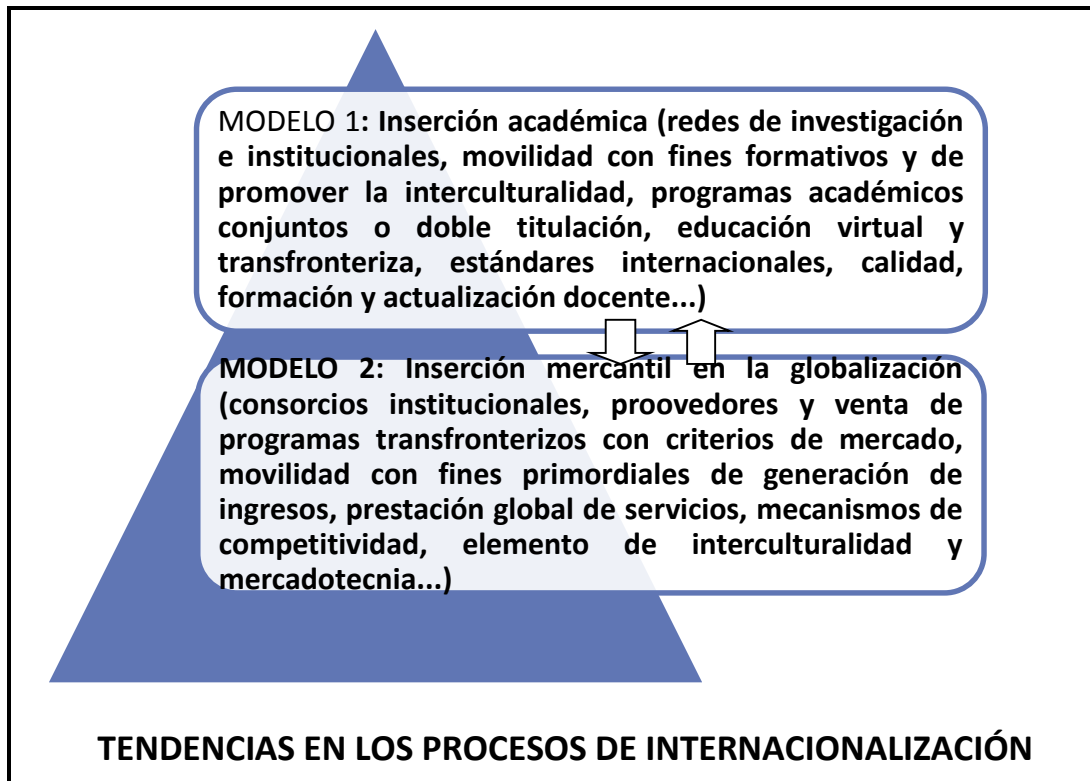 MODELO 1: Inserción académica (redes de investigación
e institucionales, movilidad con fines formativos y de
promover la interculturalidad, programas académicos
conjuntos o doble titulación, educación virtual y
transfronteriza, estándares internacionales, calidad,
formación y actualización docente...)
MODELO 2: Inserción mercantil en la globalización
(consorcios institucionales, proovedores y venta de
programas transfronterizos con criterios de mercado,
movilidad con fines primordiales de generación de
ingresos, prestación global de servicios, mecanismos de
competitividad, elemento de interculturalidad y
mercadotecnia...)
TENDENCIAS EN LOS PROCESOS DE INTERNACIONALIZACIÓN